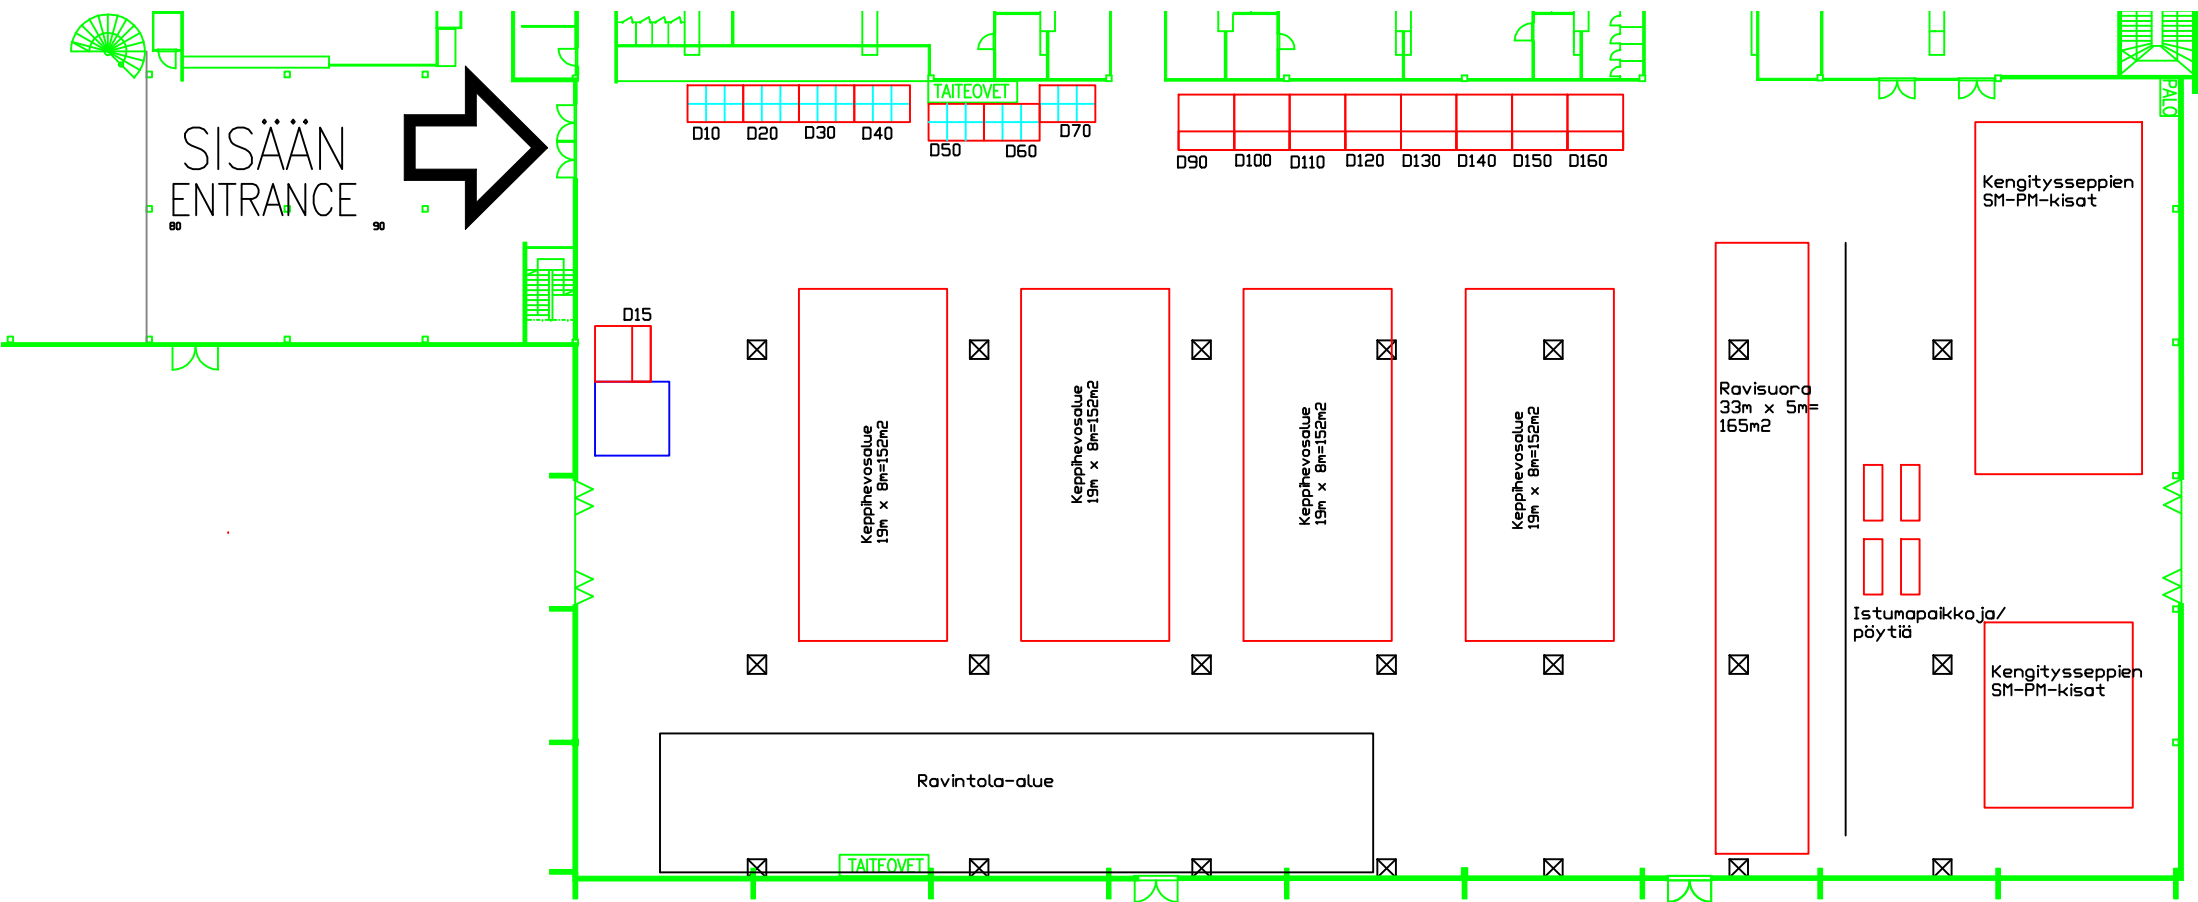 TAITEOVET
PALO
SISÄÄN
ENTRANCE
80
90
D10
D20
D30
D40
D50
D60
D70
D90
D100
D110
D120
D130
D140
D150
D160
Kengitysseppien
SM-PM-kisat
D15
Keppihevosalue
19m x 8m=152m2
Keppihevosalue
19m x 8m=152m2
Keppihevosalue
19m x 8m=152m2
Keppihevosalue
19m x 8m=152m2
Ravisuora
33m x 5m=
165m2
Istumapaikkoja/
pöytiä
Kengitysseppien
SM-PM-kisat
Ravintola-alue
TAITEOVET